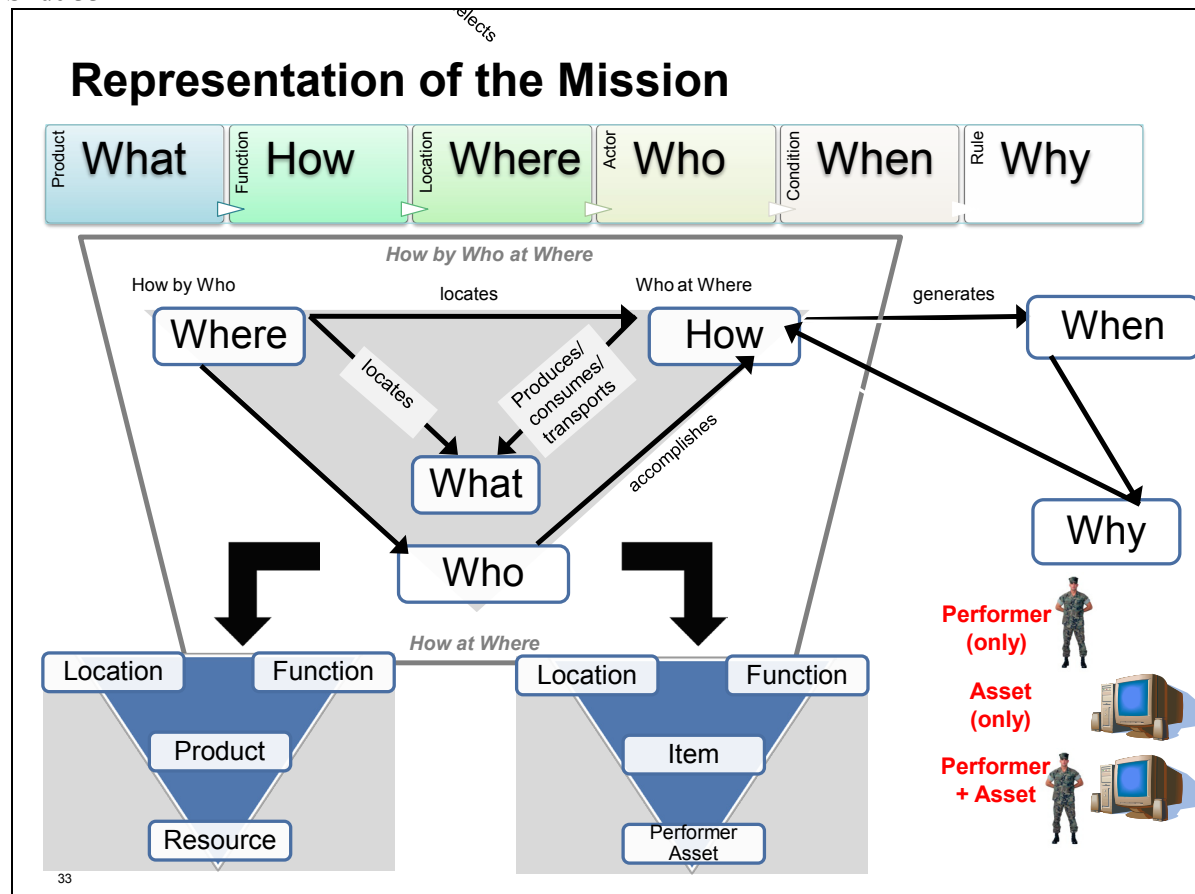 elects
Representation of the Mission
Product
What
Function
How
Location
Where
Actor
Who
Condition
When
Rule
Why
How by Who at Where
How by Who
locates
Who at Where
generates
Where
How
When
locates
Produces/
consumes/
transports
accomplishes
What
Why
Who
How at Where
Performer
(only)
Location
Function
Location
Function
Asset
(only)
Product
Item
Performer
+ Asset
Resource
Performer
Asset
33